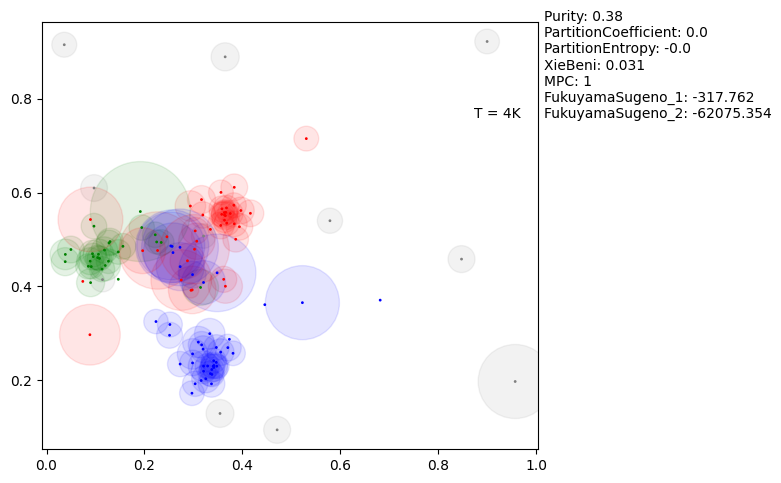 Purity: 0.38
PartitionCoefficient: 0.0
PartitionEntropy: -0.0
XieBeni: 0.031
MPC: 1
FukuyamaSugeno_1: -317.762
FukuyamaSugeno_2: -62075.354
T = 4K
0.8
0.6
0.4
0.2
0.0 0.2 0.4 0.6 0.8 1.0